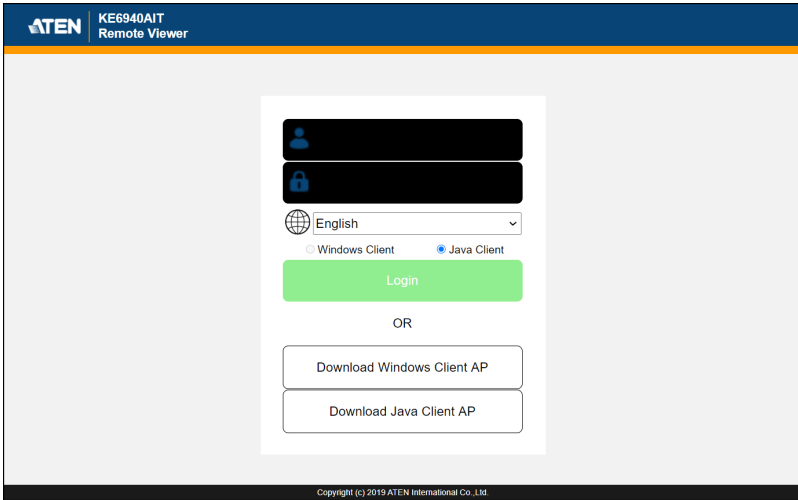 ATEN
KE6940AIT
Remote Viewer
English
Windows Client
Java Client
Login
OR
Download Windows Client AP
Download Java Client AP
Copyright (c) 2019 ATEN International Co.,Ltd.